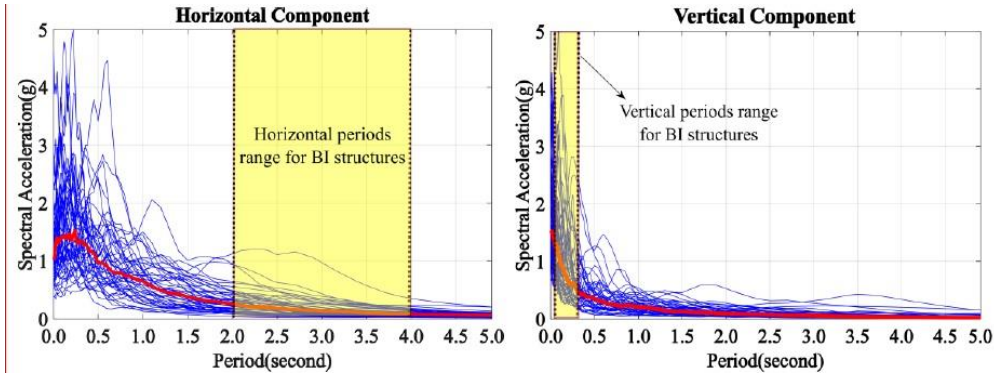 Horizontal Component
Spectral Acceleration(g)
5
4
3
2
1
0
Horizontal periods
range for BI structures
0.0 0.5 1.0 1.5 2.0 2.5 3.0 3.5 4.0 4.5 5.0
Period(second)
Vertical Component
Spectral Acceleration(g)
5
4
3
2
1
0
Vertical periods range
for BI structures
0.0 0.5 1.0 1.5 2.0 2.5 3.0 3.5 4.0 4.5 5.0
Period(second)